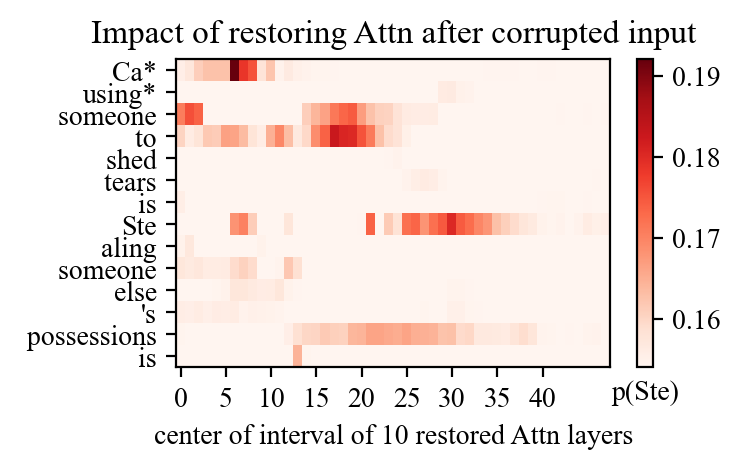 Impact of restoring Attn after corrupted input
Ca*
using*
someone
to
shed
tears
is
Ste
aling
someone
else
's
possessions
is
0 5 10 15 20 25 30 35 40
center of interval of 10 restored Attn layers
0.19
0.18
0.17
0.16
p(Ste)